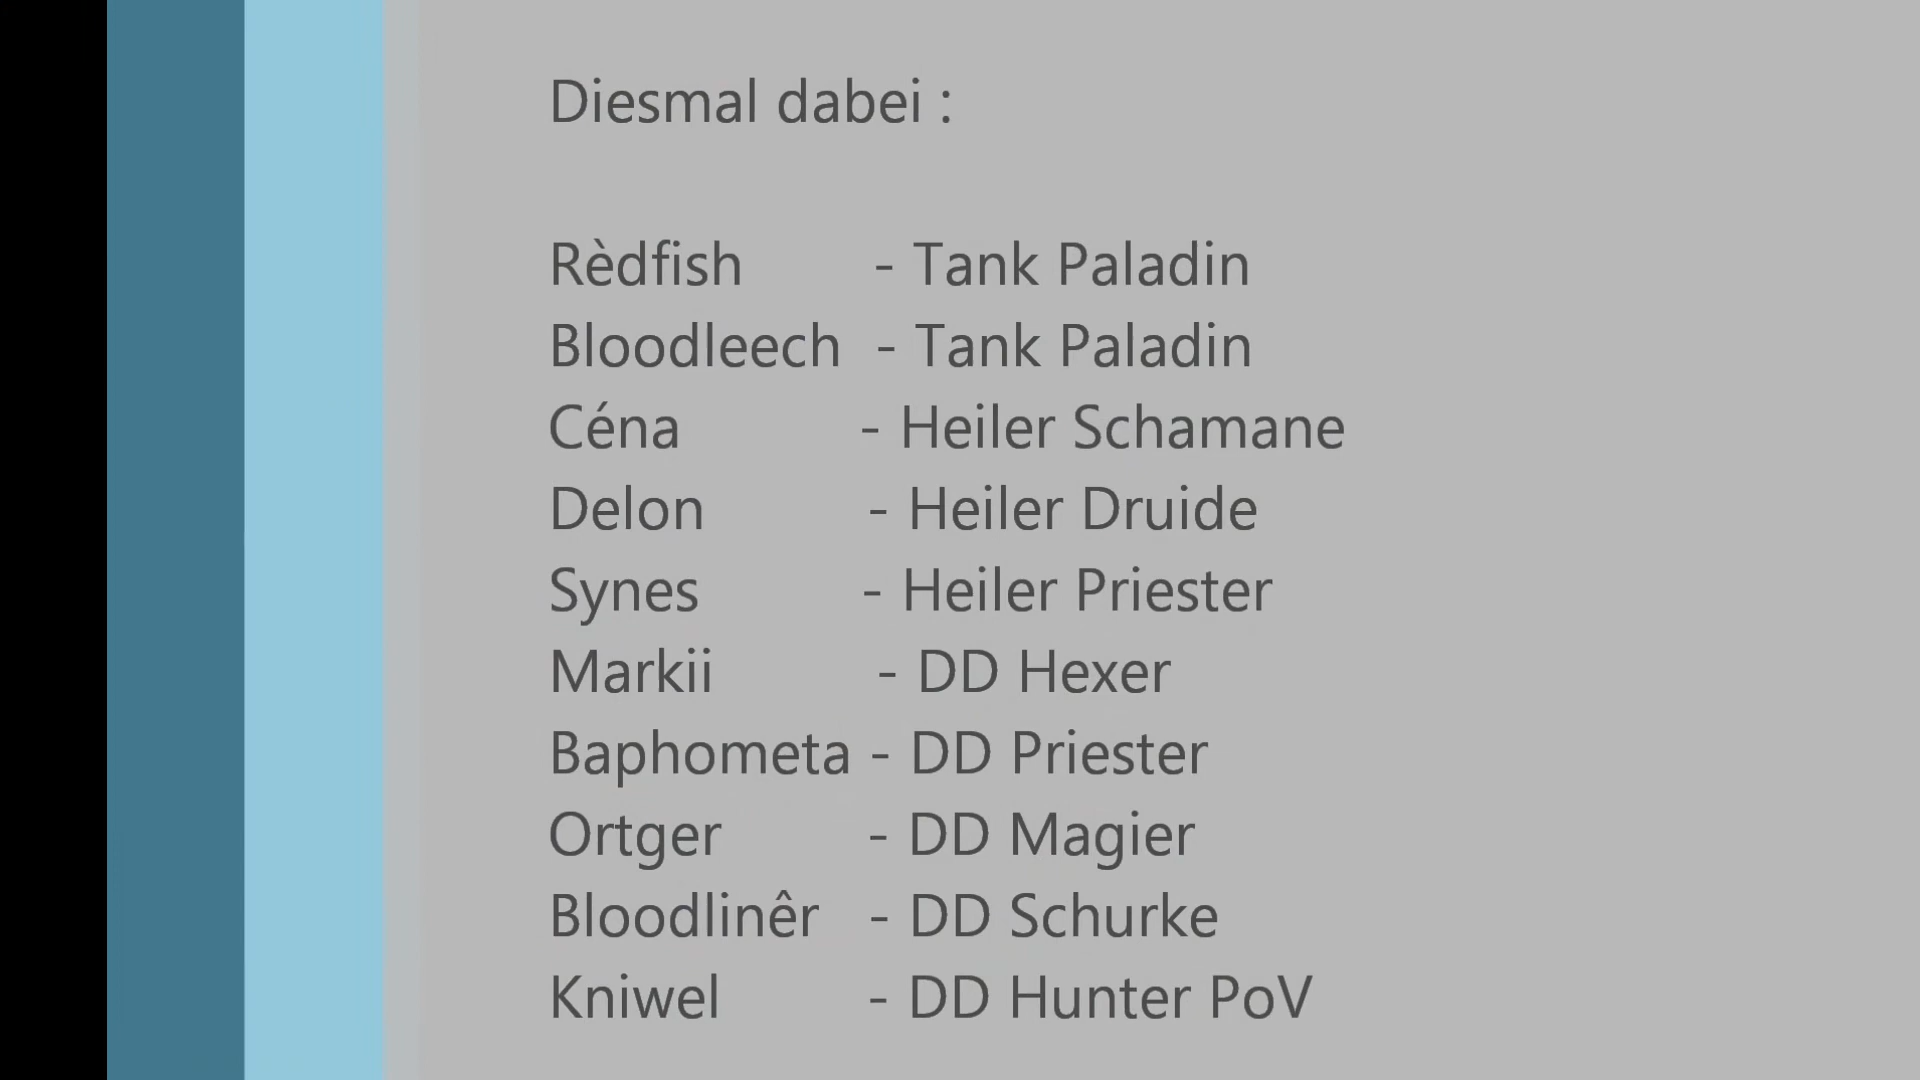 Diesmal dabei :
Rèdfish - Tank Paladin
Bloodleech - Tank Paladin
Céna - Heiler Schamane
Delon - Heiler Druide
Synes - Heiler Priester
Markii - DD Hexer
Baphometa - DD Priester
Ortger - DD Magier
Bloodlinêr - DD Schurke
Kniwel - DD Hunter PoV